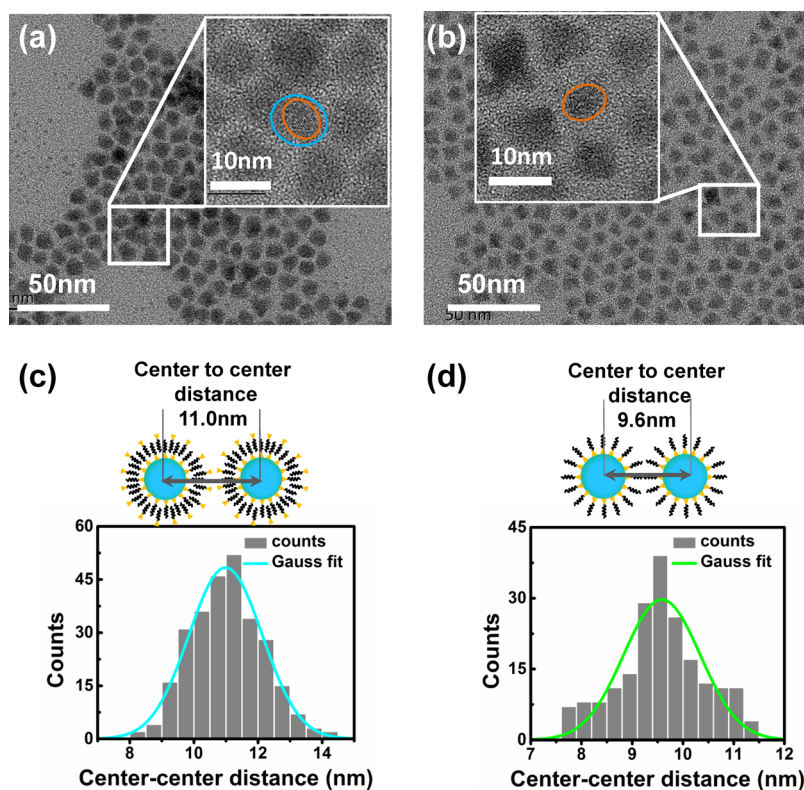 (a)
10nm
50nm
nm
(b)
10nm
50nm
50 nm
(c)
Center to center
distance
11.0nm
60
45
30
15
0
Counts
counts
Gauss fit
8
10
12
14
Center-center distance (nm)
(d)
Center to center
distance
9.6nm
45
30
15
0
Counts
counts
Gauss fit
7
8
9
10
11
12
Center-center distance (nm)